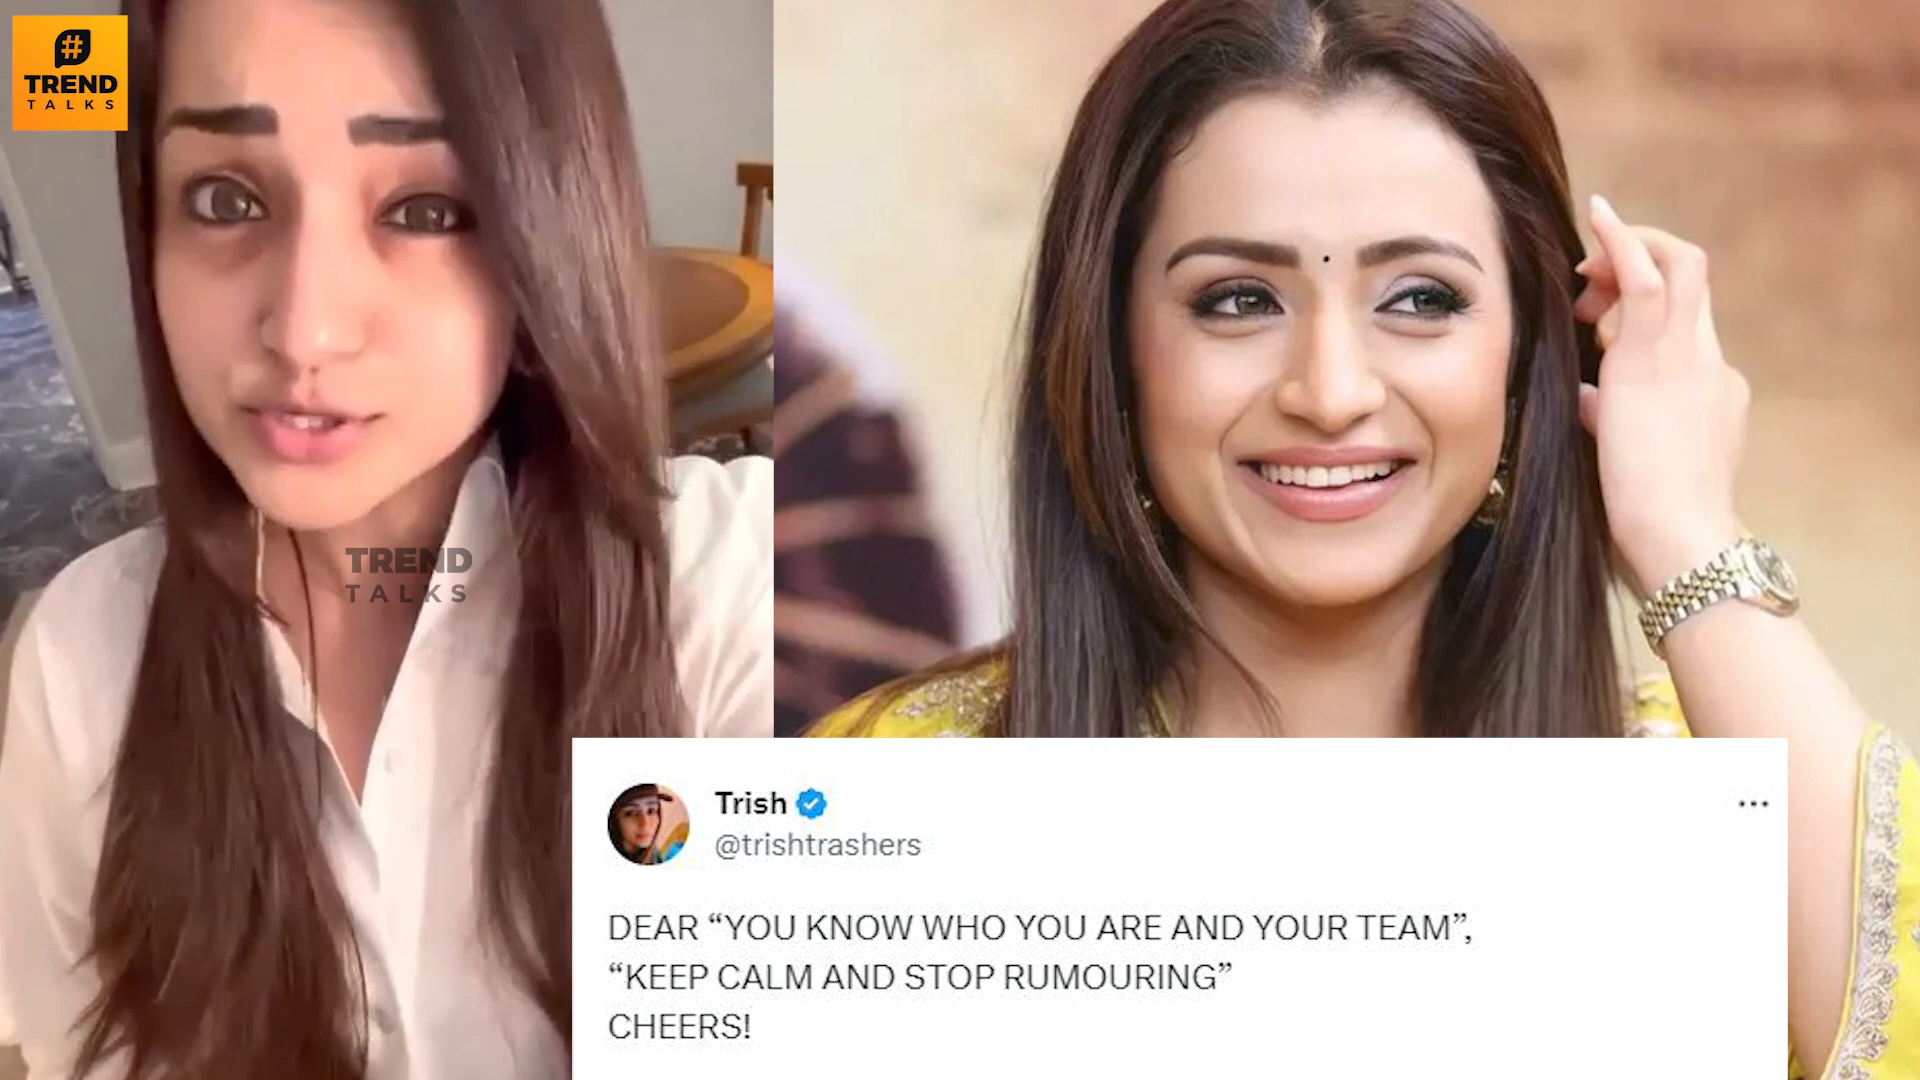 #
TREND
TALKS
TREND
TALKS
Trish
@trishtrashers
DEAR “YOU KNOW WHO YOU ARE AND YOUR TEAM”,
“KEEP CALM AND STOP RUMOURING”
CHEERS!